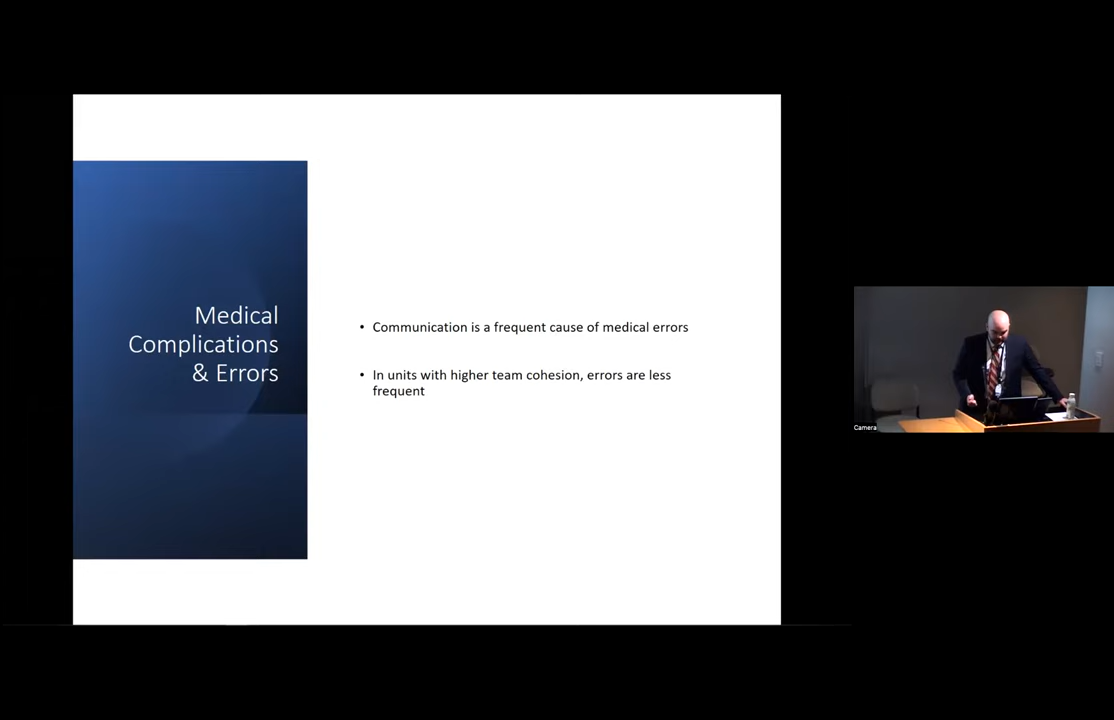 Medical
Complications
& Errors
• Communication is a frequent cause of medical errors
• In units with higher team cohesion, errors are less
frequent
Camera